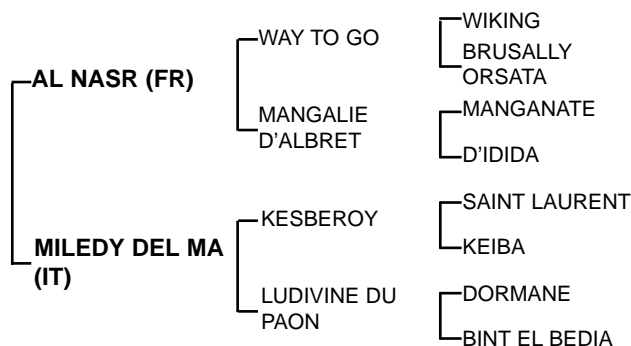 WIKING
WAY TO GO
BRUSALLY
ORSATA
AL NASR (FR)
MANGALIE
D'ALBRET
MANGANATE
D'IDIDA
SAINT LAURENT
KESBEROY
KEIBA
MILEDY DEL MA
(IT)
LUDIVINE DU
PAON
DORMANE
BINT EL BEDIA